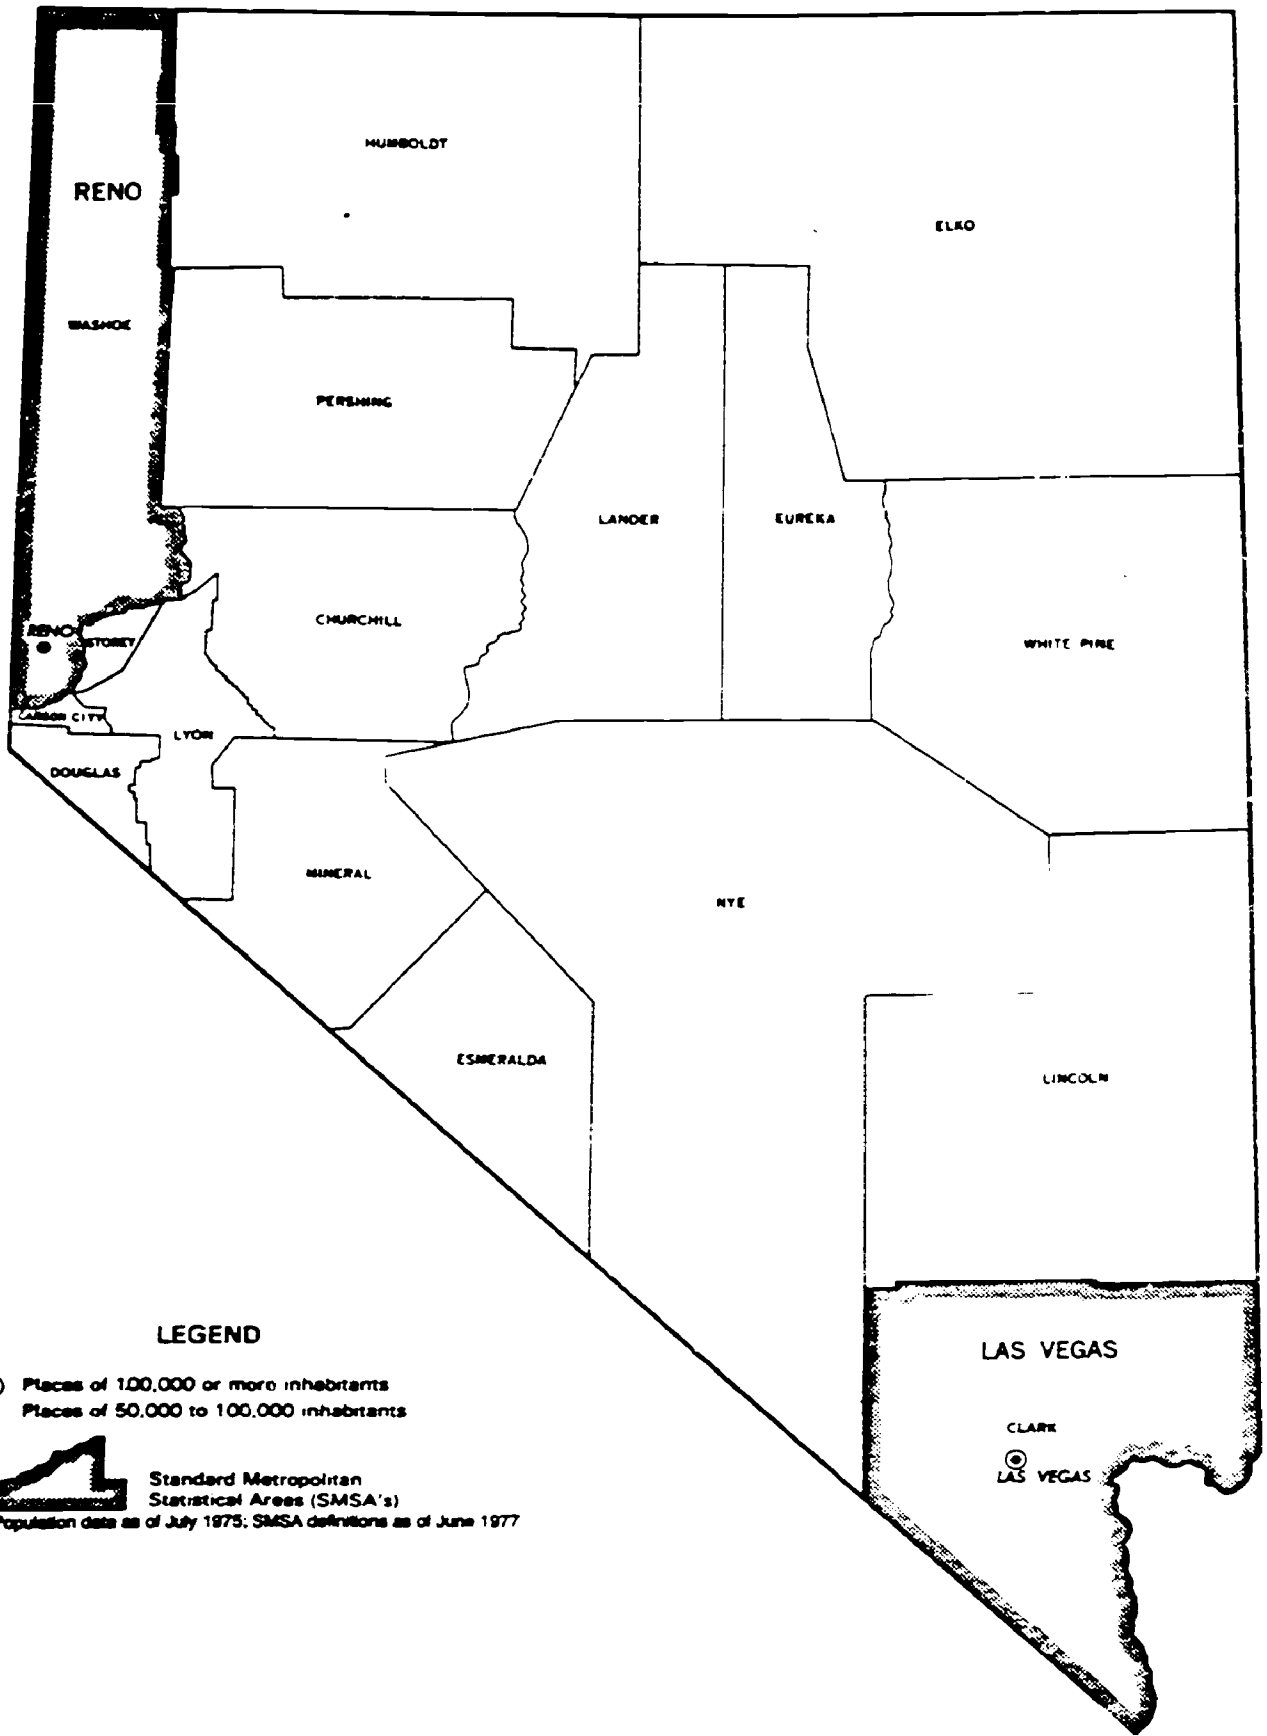 HUMBOLDT
RENO
ELKO
WASHOE
PERSHING
LANDER
EUREKA
CHURCHILL
RENO
STOREY
WHITE PINE
CARSON CITY
LYON
DOUGLAS
MINERAL
NYE
ESMERALDA
LINCOLN
LEGEND
Places of 100,000 or more inhabitants
Places of 50,000 to 100,000 inhabitants
Standard Metropolitan
Statistical Areas (SMSA's)
Population data as of July 1975; SMSA definitions as of June 1977
LAS VEGAS
CLARK
LAS VEGAS